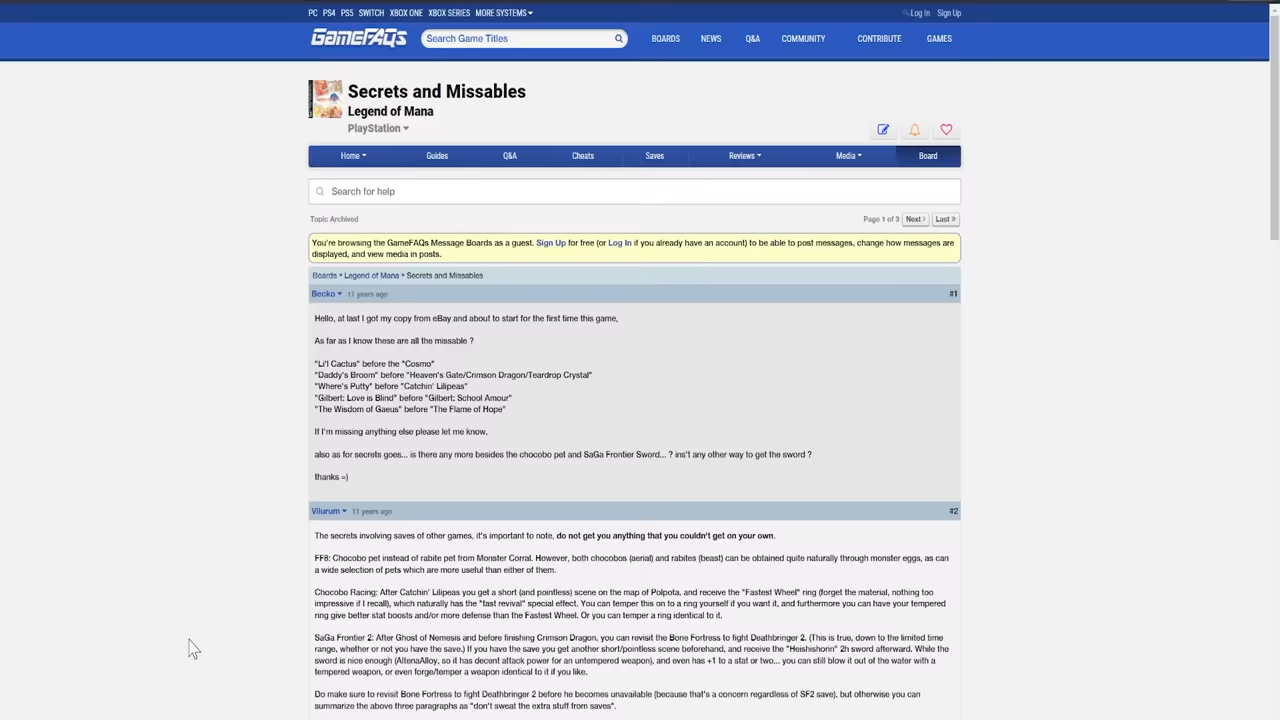 PC PS4 PS5 SWITCH XBOX ONE XBOX SERIES MORE SYSTEMS
Log In Sign Up
GameFAQs
Search Game Titles
BOARDS NEWS Q&A COMMUNITY CONTRIBUTE GAMES
Secrets and Missables
Legend of Mana
PlayStation
Home Guides Q&A Cheats Saves Reviews Media Board
Search for help
Topic Archived
Page 1 of 3 Next Last
You're browsing the GameFAQs Message Boards as a guest. Sign Up for free (or Log In if you already have an account) to be able to post messages, change how messages are
displayed, and view media in posts.
Boards Legend of Mana Secrets and Missables
Becko 11 years ago #1
Hello, at last I got my copy from eBay and about to start for the first time this game,
As far as I know these are all the missable ?
"Li'l Cactus" before the "Cosmo"
"Daddy's Broom" before "Heaven's Gate/Crimson Dragon/Teardrop Crystal"
"Where's Putty" before "Catchin' Lilipeas"
"Gilbert: Love is Blind" before "Gilbert: School Amour"
"The Wisdom of Gaeus" before "The Flame of Hope"
If I'm missing anything else please let me know,
also as for secrets goes... is there any more besides the chocobo pet and SaGa Frontier Sword... ? ins't any other way to get the sword ?
thanks =)
Vilurum 11 years ago #2
The secrets involving saves of other games, it's important to note, do not get you anything that you couldn't get on your own.
FF8: Chocobo pet instead of rabite pet from Monster Corral. However, both chocobos (aerial) and rabites (beast) can be obtained quite naturally through monster eggs, as can
a wide selection of pets which are more useful than either of them.
Chocobo Racing: After Catchin' Lilipeas you get a short (and pointless) scene on the map of Polpota, and receive the "Fastest Wheel" ring (forget the material, nothing too
impressive if I recall), which naturally has the "fast revival" special effect. You can temper this on to a ring yourself if you want it, and furthermore you can have your tempered
ring give better stat boosts and/or more defense than the Fastest Wheel. Or you can temper a ring identical to it.
SaGa Frontier 2: After Ghost of Nemesis and before finishing Crimson Dragon, you can revisit the Bone Fortress to fight Deathbringer 2. (This is true, down to the limited time
range, whether or not you have the save.) If you have the save you get another short/pointless scene beforehand, and receive the "Heishishorin" 2h sword afterward. While the
sword is nice enough (AltenaAlloy, so it has decent attack power for an untempered weapon), and even has +1 to a stat or two... you can still blow it out of the water with a
tempered weapon, or even forge/temper a weapon identical to it if you like.
Do make sure to revisit Bone Fortress to fight Deathbringer 2 before he becomes unavailable (because that's a concern regardless of SF2 save), but otherwise you can
summarize the above three paragraphs as "don't sweat the extra stuff from saves".